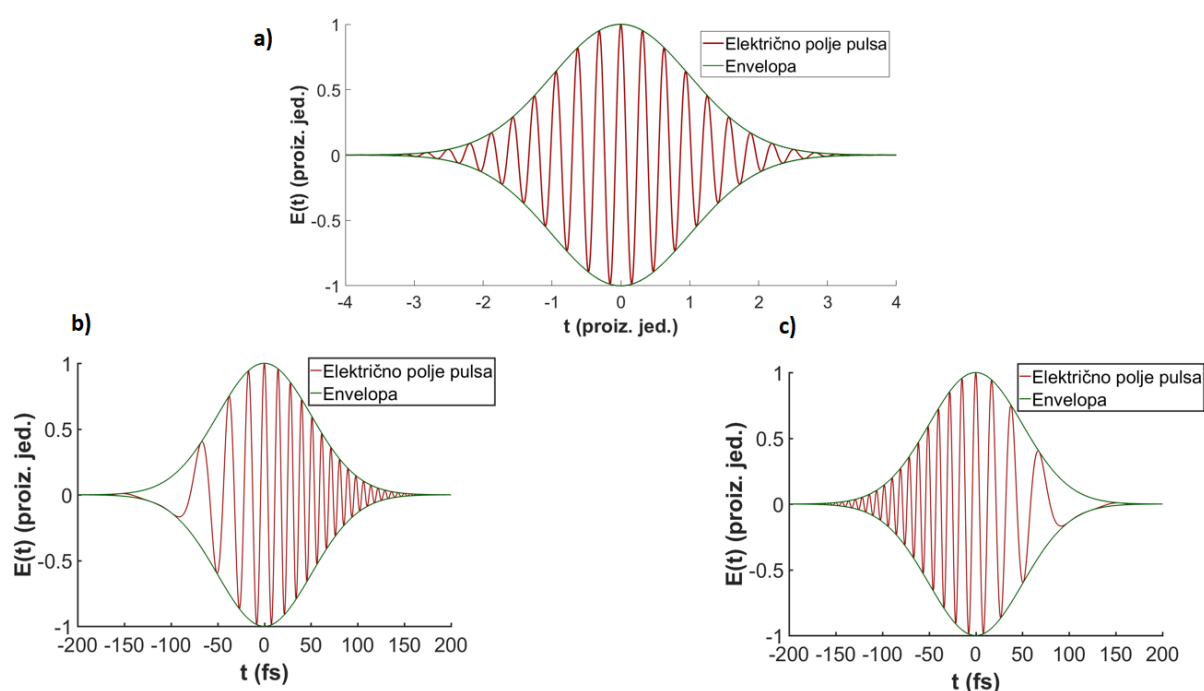 a)
Električno polje pulsa
Envelopa
E(t) (proiz. jed.)
1
0.5
0
-0.5
-1
-4 -3 -2 -1 0 1 2 3 4
t (proiz. jed.)
b)
Električno polje pulsa
Envelopa
E(t) (proiz. jed.)
1
0.5
0
-0.5
-1
-200 -150 -100 -50 0 50 100 150 200
t (fs)
c)
Električno polje pulsa
Envelopa
E(t) (proiz. jed.)
1
0.5
0
-0.5
-1
-200 -150 -100 -50 0 50 100 150 200
t (fs)